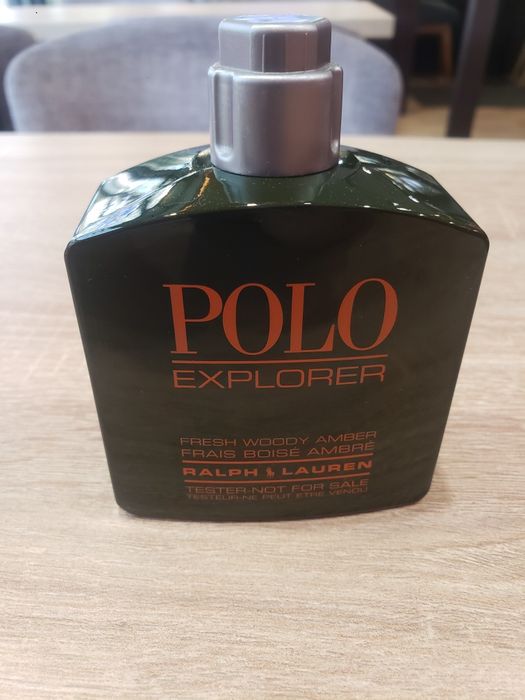 POLO
EXPLORER
FRESH WOODY AMBER
FRAIS BOISÉ AMBRÉ
RALPH LAUREN
TESTER-NOT FOR SALE
TESTEUR-NE PEUT ETRE VENDU